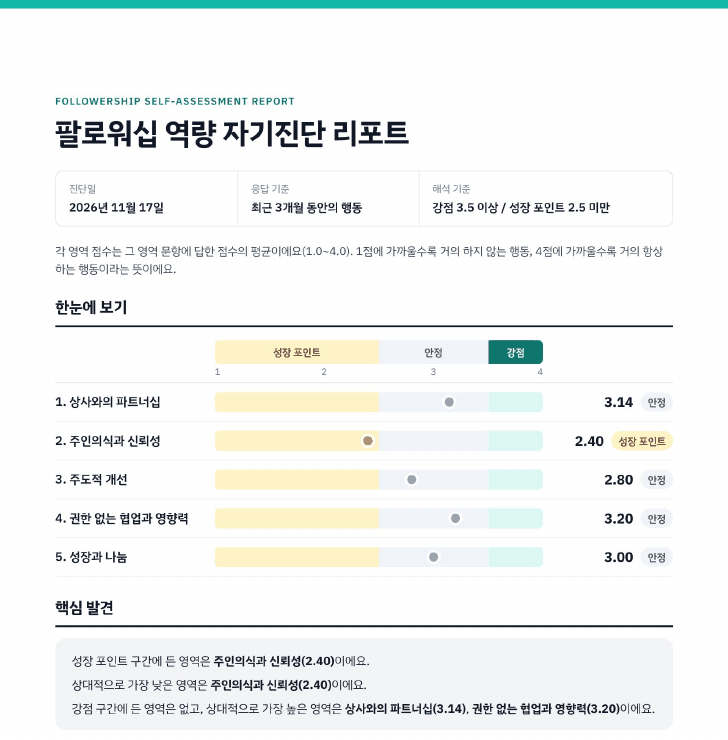 FOLLOWERSHIP SELF-ASSESSMENT REPORT
팔로워십 역량 자기진단 리포트
진단일
2026년 11월 17일
응답 기준
최근 3개월 동안의 행동
해석 기준
강점 3.5 이상 / 성장 포인트 2.5 미만
각 영역 점수는 그 영역 문항에 답한 점수의 평균이에요(1.0~4.0). 1점에 가까울수록 거의 하지 않는 행동, 4점에 가까울수록 거의 항상
하는 행동이라는 뜻이에요.
한눈에 보기
성장 포인트 안정 강점
1 2 3 4
1. 상사와의 파트너십 3.14 안정
2. 주인의식과 신뢰성 2.40 성장 포인트
3. 주도적 개선 2.80 안정
4. 권한 없는 협업과 영향력 3.20 안정
5. 성장과 나눔 3.00 안정
핵심 발견
성장 포인트 구간에 든 영역은 주인의식과 신뢰성(2.40)이에요.
상대적으로 가장 낮은 영역은 주인의식과 신뢰성(2.40)이에요.
강점 구간에 든 영역은 없고, 상대적으로 가장 높은 영역은 상사와의 파트너십(3.14), 권한 없는 협업과 영향력(3.20)이에요.